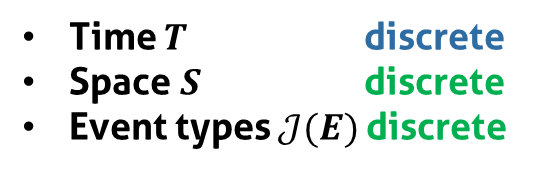 • Time T discrete
• Space S discrete
• Event types 𝒥(E) discrete